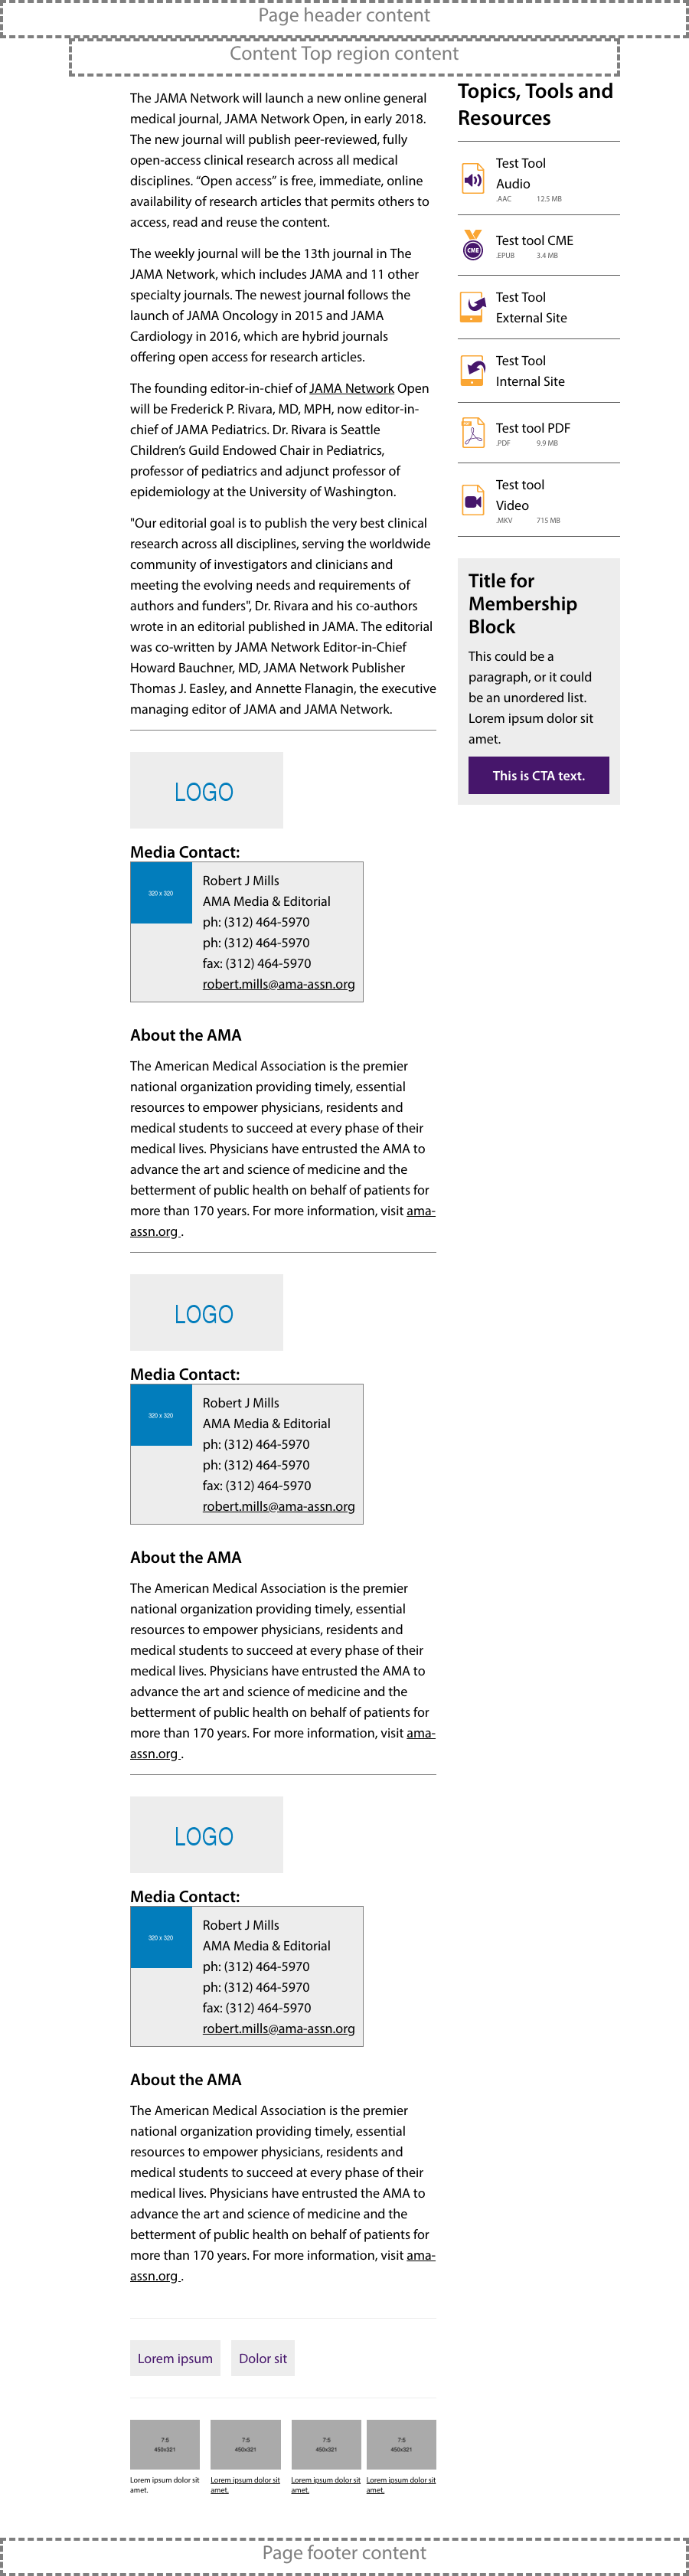 Page header content
Content Top region content
The JAMA Network will launch a new online general
medical journal, JAMA Network Open, in early 2018.
The new journal will publish peer-reviewed, fully
open-access clinical research across all medical
disciplines. “Open access” is free, immediate, online
availability of research articles that permits others to
access, read and reuse the content.
The weekly journal will be the 13th journal in The
JAMA Network, which includes JAMA and 11 other
specialty journals. The newest journal follows the
launch of JAMA Oncology in 2015 and JAMA
Cardiology in 2016, which are hybrid journals
offering open access for research articles.
The founding editor-in-chief of JAMA Network Open
will be Frederick P. Rivara, MD, MPH, now editor-in-
chief of JAMA Pediatrics. Dr. Rivara is Seattle
Children’s Guild Endowed Chair in Pediatrics,
professor of pediatrics and adjunct professor of
epidemiology at the University of Washington.
"Our editorial goal is to publish the very best clinical
research across all disciplines, serving the worldwide
community of investigators and clinicians and
meeting the evolving needs and requirements of
authors and funders", Dr. Rivara and his co-authors
wrote in an editorial published in JAMA. The editorial
was co-written by JAMA Network Editor-in-Chief
Howard Bauchner, MD, JAMA Network Publisher
Thomas J. Easley, and Annette Flanagin, the executive
managing editor of JAMA and JAMA Network.
LOGO
Media Contact:
320 x 320
Robert J Mills
AMA Media & Editorial
ph: (312) 464-5970
ph: (312) 464-5970
fax: (312) 464-5970
robert.mills@ama-assn.org
About the AMA
The American Medical Association is the premier
national organization providing timely, essential
resources to empower physicians, residents and
medical students to succeed at every phase of their
medical lives. Physicians have entrusted the AMA to
advance the art and science of medicine and the
betterment of public health on behalf of patients for
more than 170 years. For more information, visit ama-
assn.org .
LOGO
Media Contact:
320 x 320
Robert J Mills
AMA Media & Editorial
ph: (312) 464-5970
ph: (312) 464-5970
fax: (312) 464-5970
robert.mills@ama-assn.org
About the AMA
The American Medical Association is the premier
national organization providing timely, essential
resources to empower physicians, residents and
medical students to succeed at every phase of their
medical lives. Physicians have entrusted the AMA to
advance the art and science of medicine and the
betterment of public health on behalf of patients for
more than 170 years. For more information, visit ama-
assn.org .
LOGO
Media Contact:
320 x 320
Robert J Mills
AMA Media & Editorial
ph: (312) 464-5970
ph: (312) 464-5970
fax: (312) 464-5970
robert.mills@ama-assn.org
About the AMA
The American Medical Association is the premier
national organization providing timely, essential
resources to empower physicians, residents and
medical students to succeed at every phase of their
medical lives. Physicians have entrusted the AMA to
advance the art and science of medicine and the
betterment of public health on behalf of patients for
more than 170 years. For more information, visit ama-
assn.org .
Lorem ipsum Dolor sit
7:5 7:5 7:5 7:5
450x321 450x321 450x321 450x321
Lorem ipsum dolor sit Lorem ipsum dolor sit Lorem ipsum dolor sit Lorem ipsum dolor sit
amet. amet. amet. amet.
Topics, Tools and
Resources
Test Tool
Audio
.AAC 12.5 MB
CME
Test tool CME
.EPUB 3.4 MB
Test Tool
External Site
Test Tool
Internal Site
Test tool PDF
.PDF 9.9 MB
Test tool
Video
.MKV 715 MB
Title for
Membership
Block
This could be a
paragraph, or it could
be an unordered list.
Lorem ipsum dolor sit
amet.
This is CTA text.
Page footer content